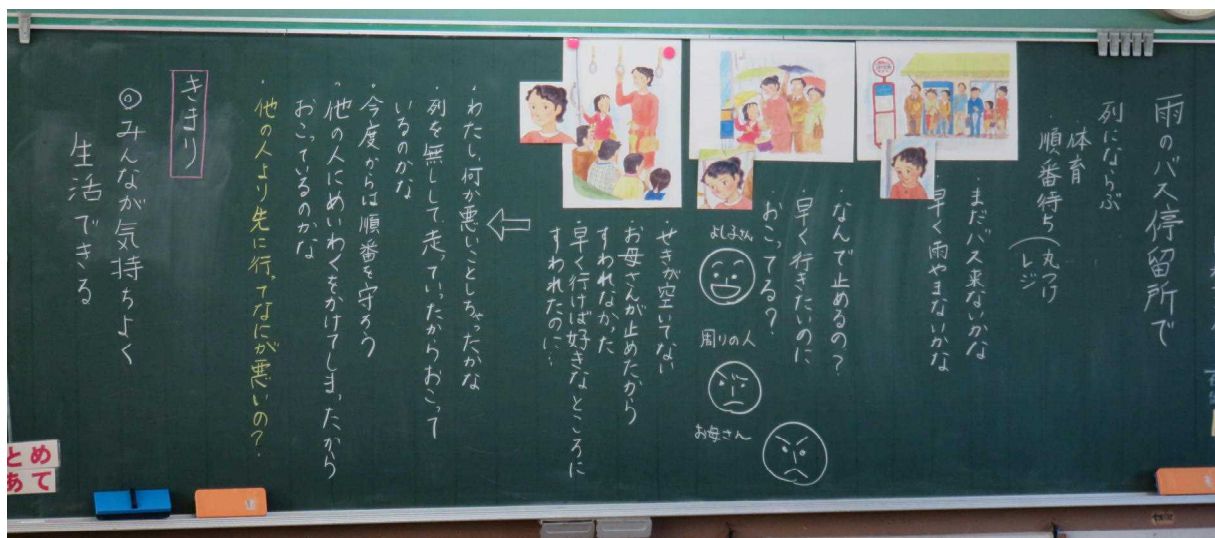 雨のバス停留所で
列にならぶ
・体育
・順番待ち(丸つけ
レジ
・まだバス来ないかな
・早く雨やまないかな
・なんで止めるの?
・早く行きたいのに
・おこってる?
よし子さん
周りの人
お母さん
・せきが空いてない
・お母さんが止めたから
すわれなかった
・早く行けば好きなところに
すわれたのに…
・わたし、何か悪いことしちゃったかな
・列を無しして、走っていったからおこって
いるのかな
・今度からは順番を守ろう
・他の人にめいわくをかけてしまったから
おこっているのかな
・他の人より先に行ってなにが悪いの?
きまり
◎みんなが気持ちよく
生活できる
まとめ
めあて